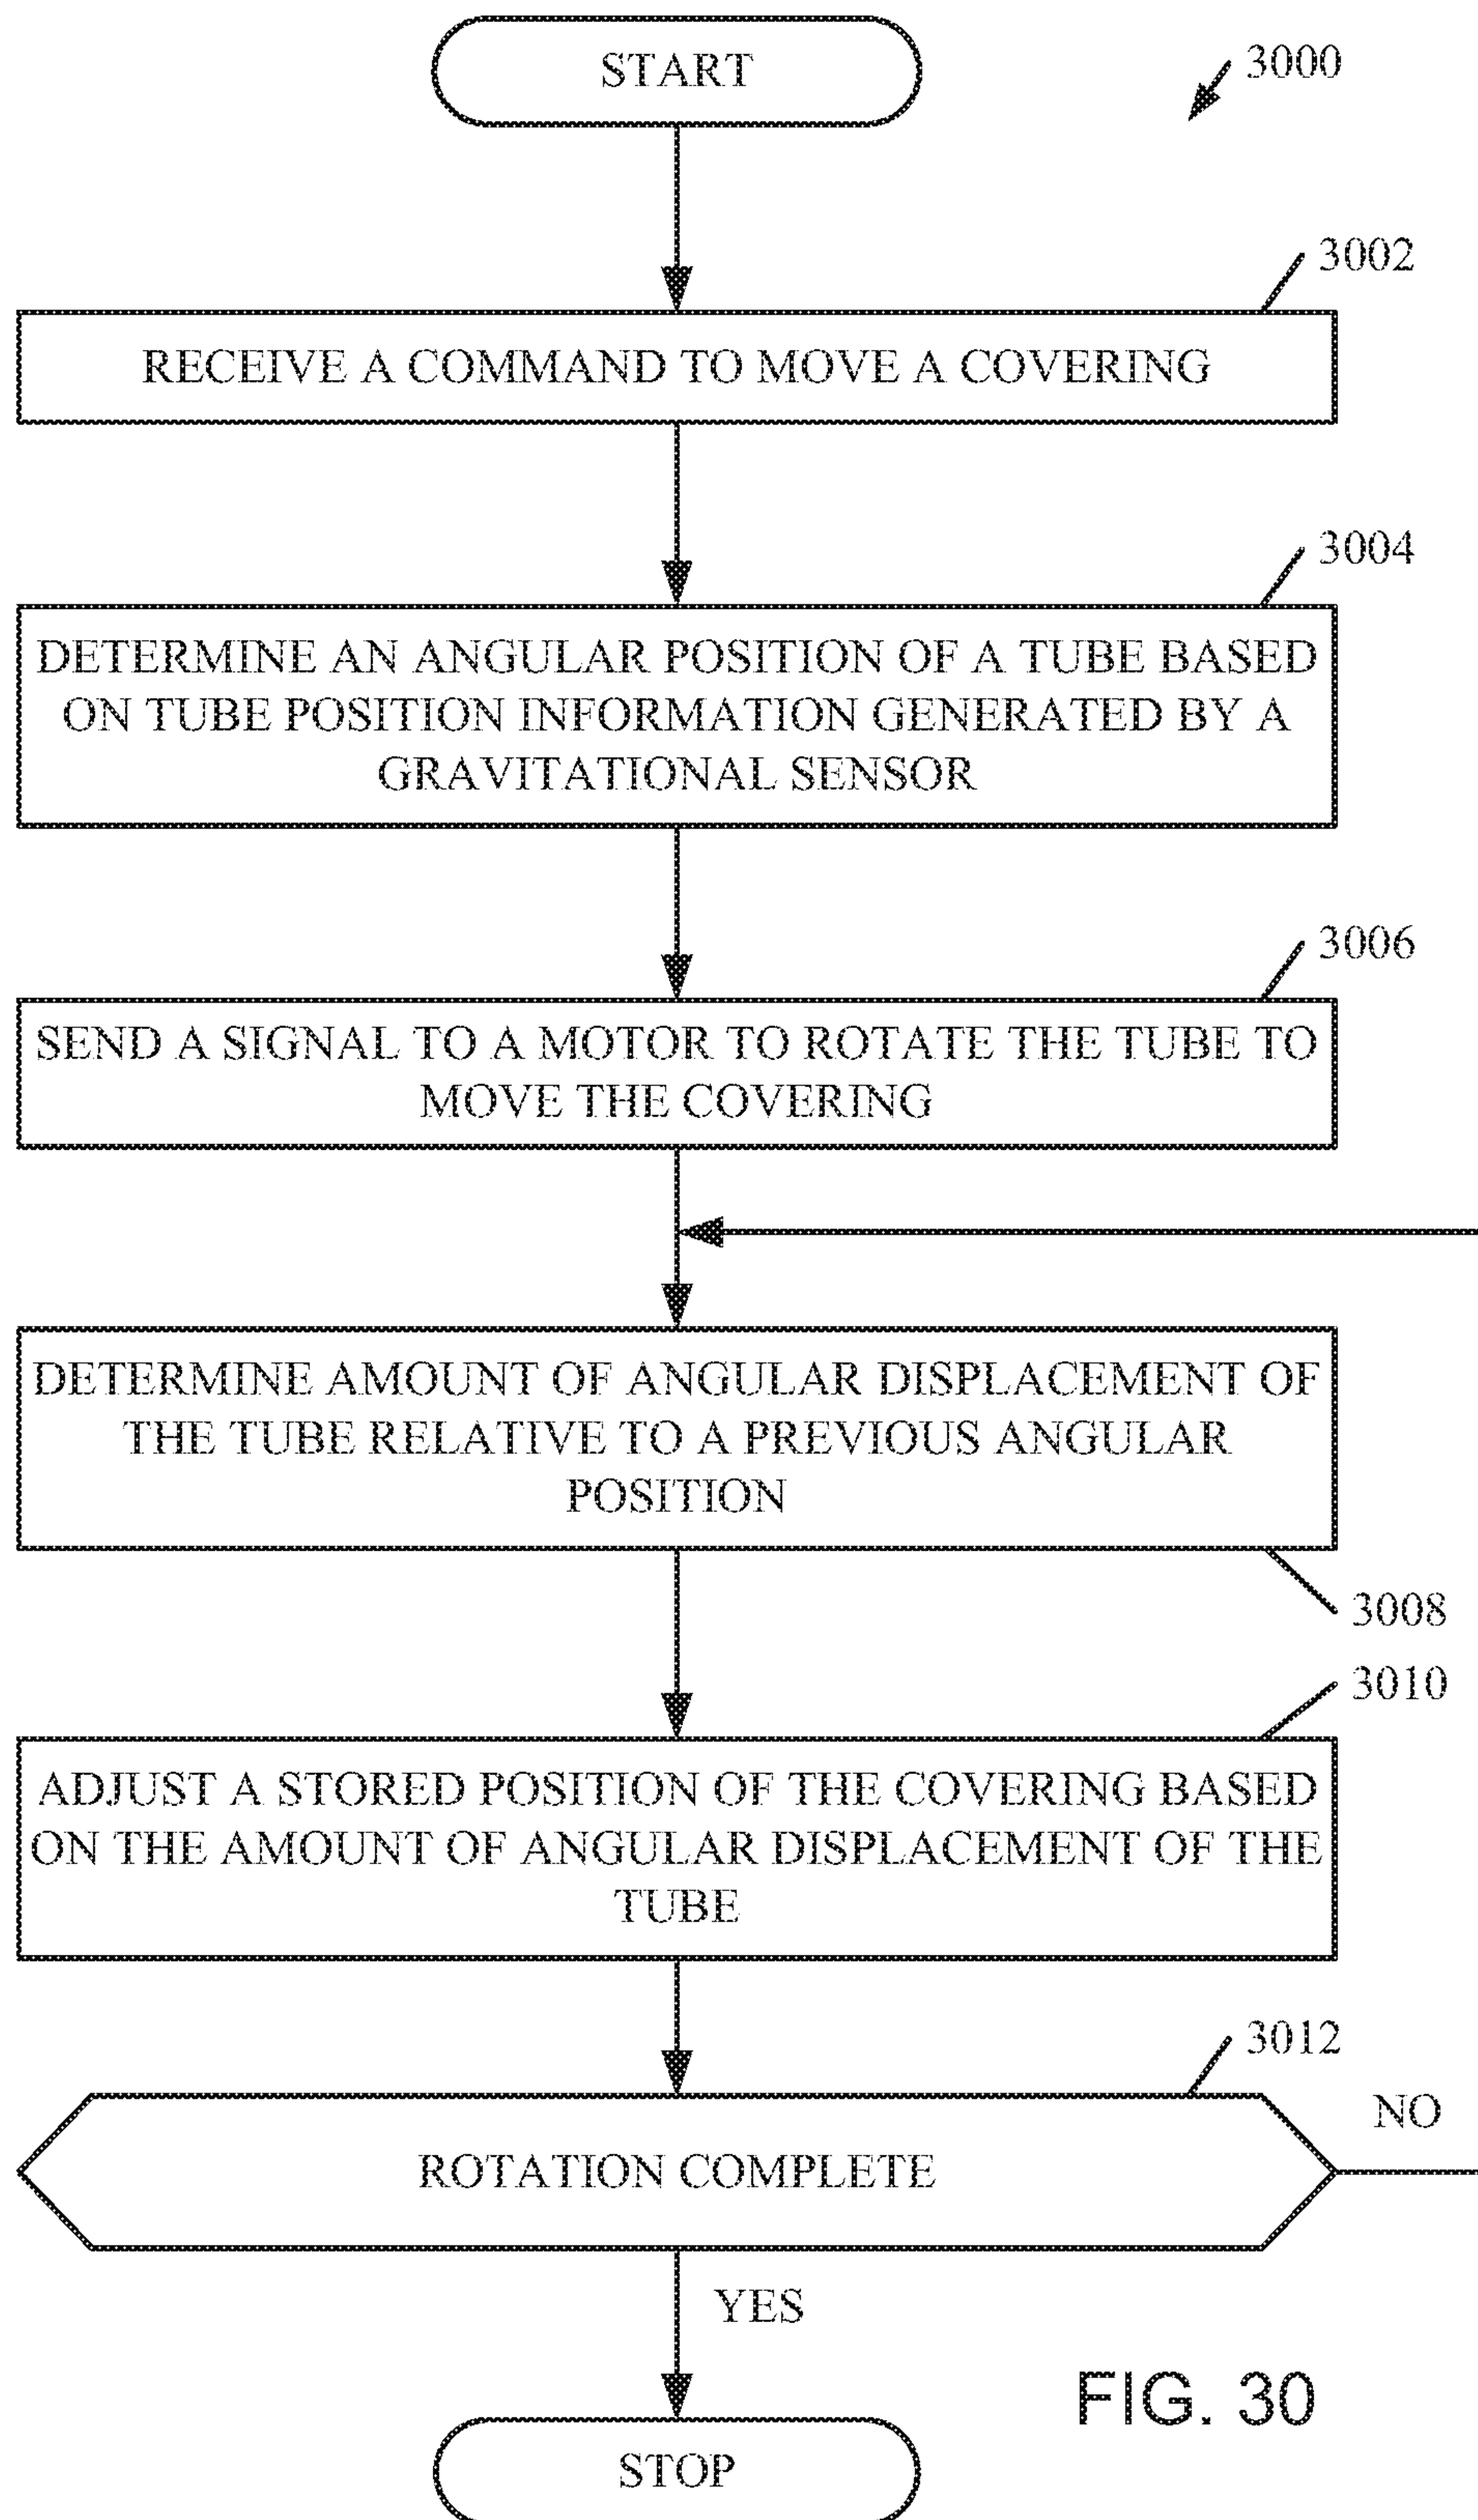 START
3000
3002
RECEIVE A COMMAND TO MOVE A COVERING
3004
DETERMINE AN ANGULAR POSITION OF A TUBE BASED
ON TUBE POSITION INFORMATION GENERATED BY A
GRAVITATIONAL SENSOR
3006
SEND A SIGNAL TO A MOTOR TO ROTATE THE TUBE TO
MOVE THE COVERING
DETERMINE AMOUNT OF ANGULAR DISPLACEMENT OF
THE TUBE RELATIVE TO A PREVIOUS ANGULAR
POSITION
3008
3010
ADJUST A STORED POSITION OF THE COVERING BASED
ON THE AMOUNT OF ANGULAR DISPLACEMENT OF THE
TUBE
3012
NO
ROTATION COMPLETE
YES
FIG. 30
STOP